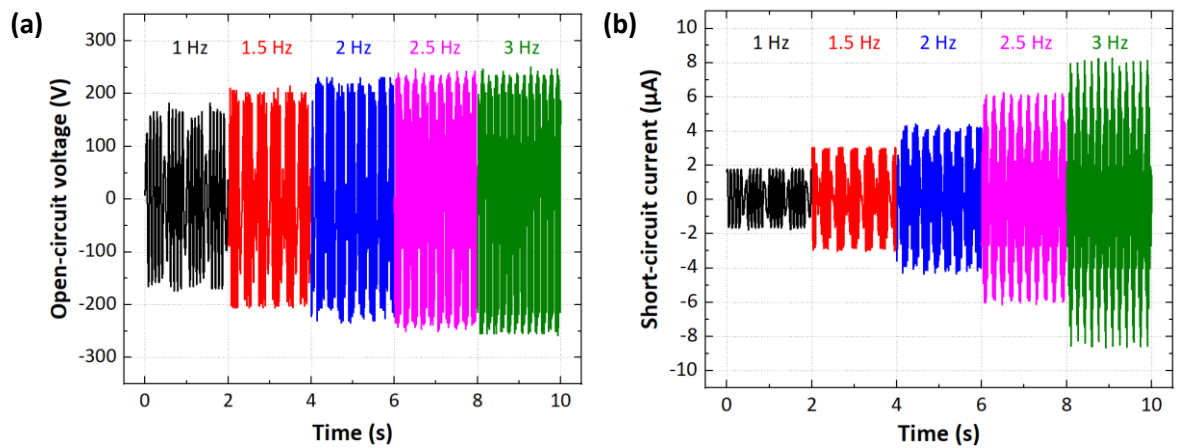 (a)
Open-circuit voltage (V)
300
200
100
0
-100
-200
-300
1 Hz 1.5 Hz 2 Hz 2.5 Hz 3 Hz
0 2 4 6 8 10
Time (s)
(b)
Short-circuit current (µA)
10
8
6
4
2
0
-2
-4
-6
-8
-10
1 Hz 1.5 Hz 2 Hz 2.5 Hz 3 Hz
0 2 4 6 8 10
Time (s)